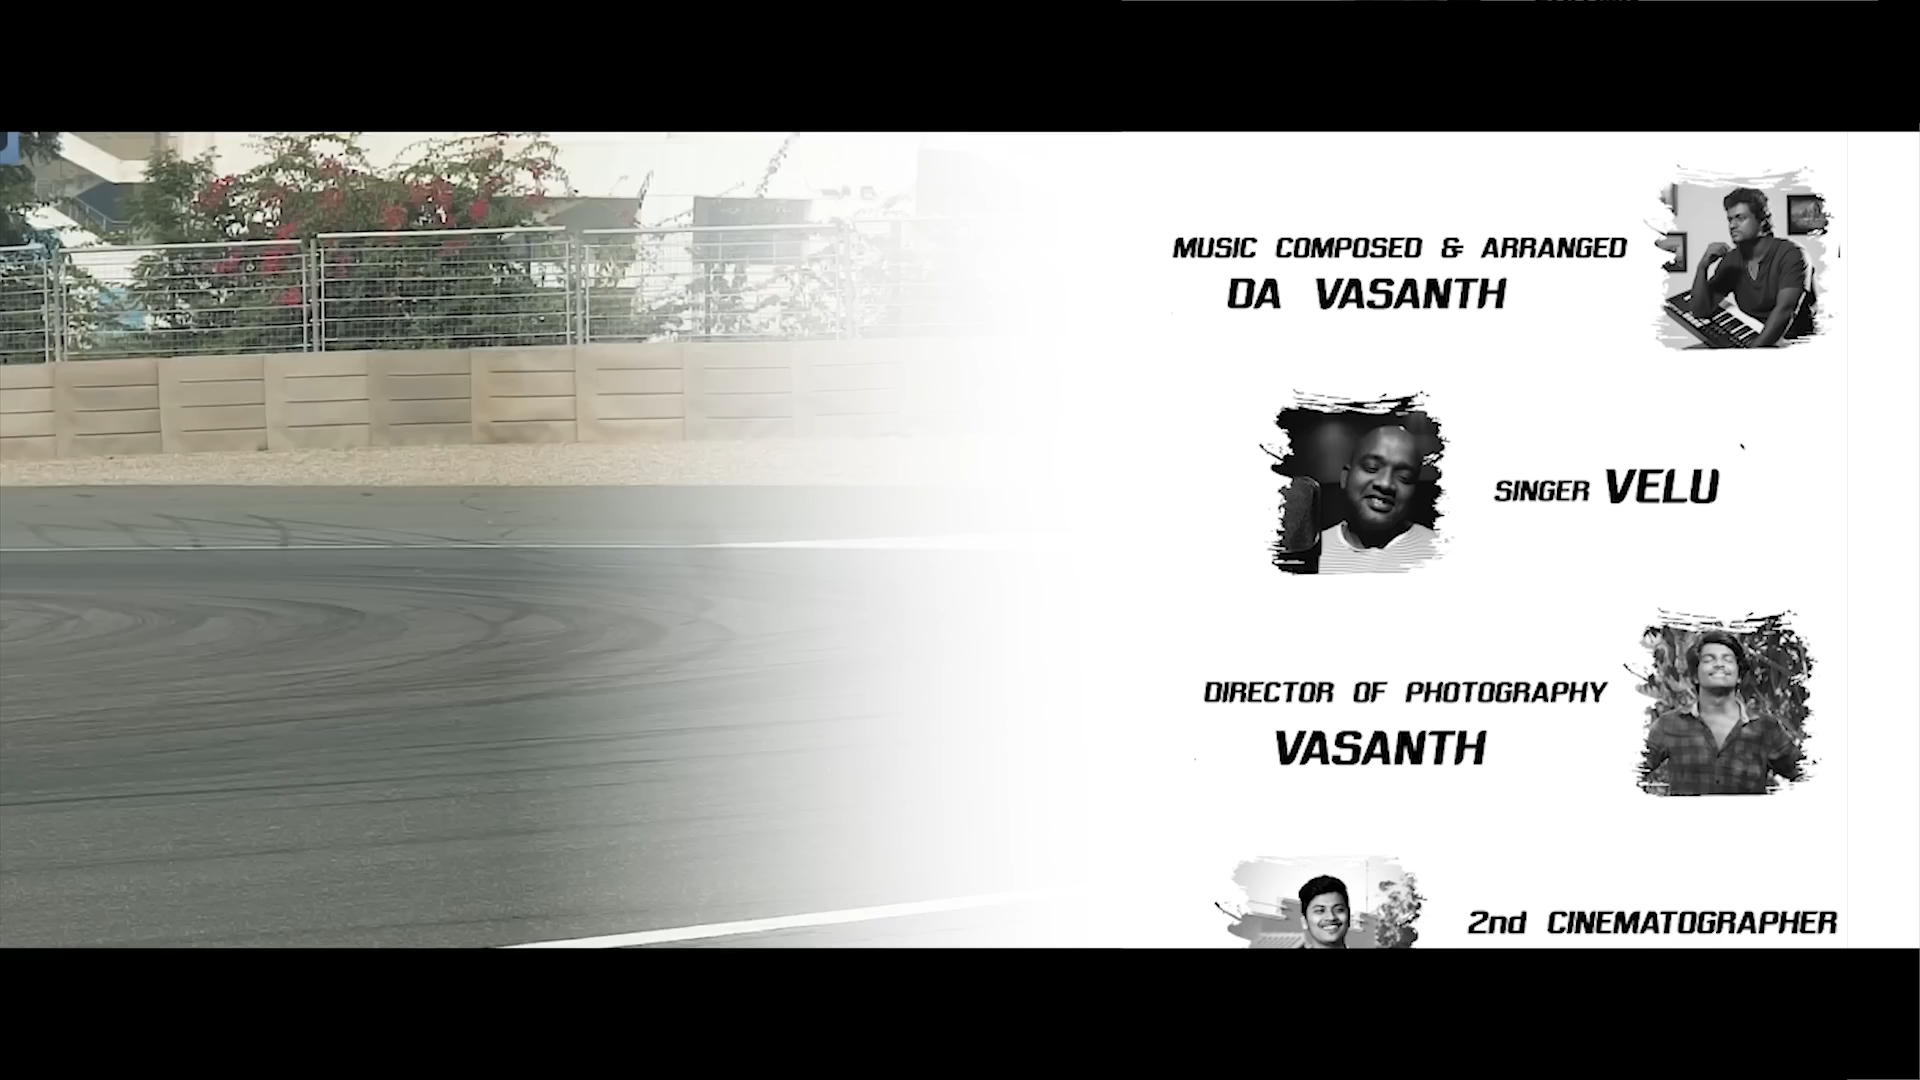 MUSIC COMPOSED & ARRANGED
DA VASANTH
SINGER VELU
DIRECTOR OF PHOTOGRAPHY
VASANTH
2nd CINEMATOGRAPHER